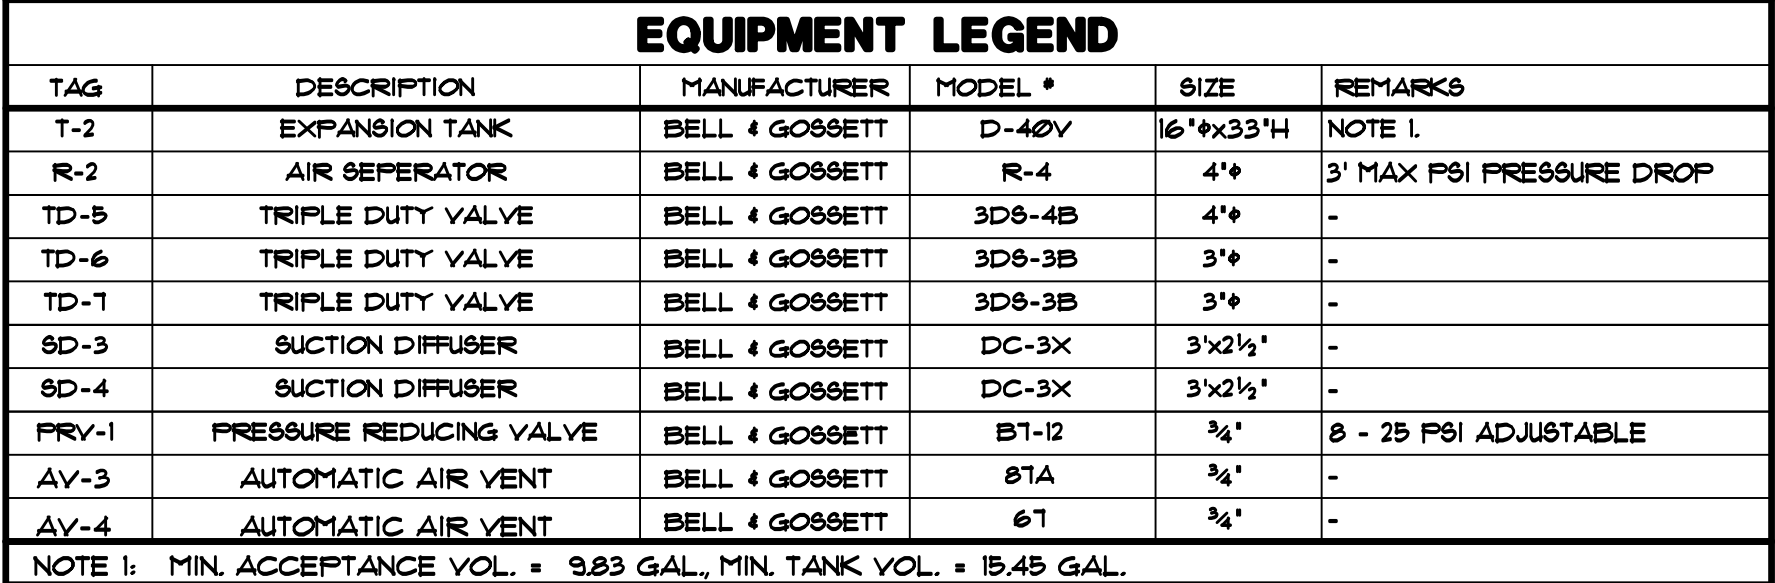 EQUIPMENT LEGEND
TAG DESCRIPTION MANUFACTURER MODEL # SIZE REMARKS
T-2 EXPANSION TANK BELL & GOSSETT D-40V 16"ϕx33"H NOTE 1.
R-2 AIR SEPERATOR BELL & GOSSETT R-4 4"ϕ 3' MAX PSI PRESSURE DROP
TD-5 TRIPLE DUTY VALVE BELL & GOSSETT 3DS-4B 4"ϕ -
TD-6 TRIPLE DUTY VALVE BELL & GOSSETT 3DS-3B 3"ϕ -
TD-7 TRIPLE DUTY VALVE BELL & GOSSETT 3DS-3B 3"ϕ -
SD-3 SUCTION DIFFUSER BELL & GOSSETT DC-3X 3'x2½" -
SD-4 SUCTION DIFFUSER BELL & GOSSETT DC-3X 3'x2½" -
PRV-1 PRESSURE REDUCING VALVE BELL & GOSSETT B7-12 ¾" 8 - 25 PSI ADJUSTABLE
AV-3 AUTOMATIC AIR VENT BELL & GOSSETT 87A ¾" -
AV-4 AUTOMATIC AIR VENT BELL & GOSSETT 67 ¾" -
NOTE 1: MIN. ACCEPTANCE VOL. = 9.83 GAL., MIN. TANK VOL. = 15.45 GAL.